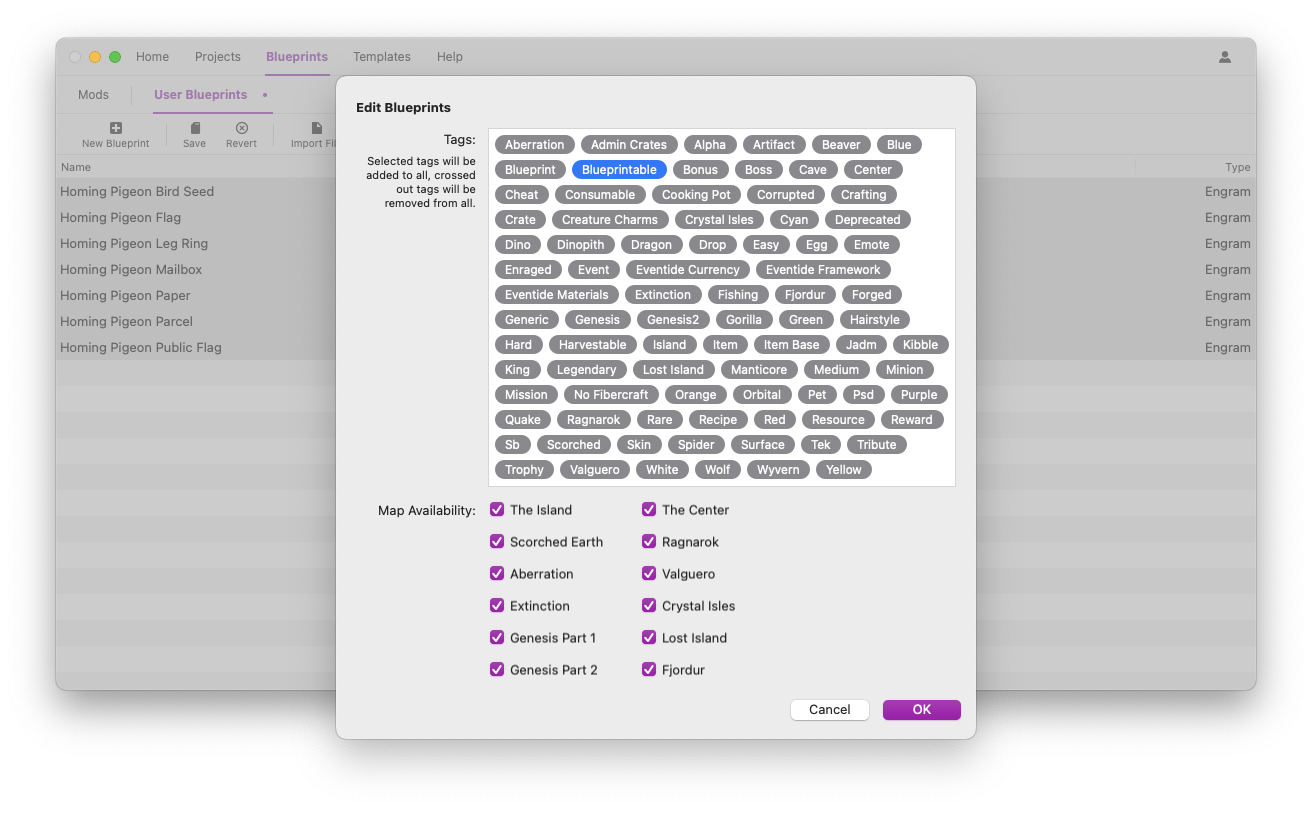 Home Projects Blueprints Templates Help
Mods User Blueprints
New Blueprint Save Revert Import Fil
Name Type
Homing Pigeon Bird Seed Engram
Homing Pigeon Flag Engram
Homing Pigeon Leg Ring Engram
Homing Pigeon Mailbox Engram
Homing Pigeon Paper Engram
Homing Pigeon Parcel Engram
Homing Pigeon Public Flag Engram
Edit Blueprints
Tags:
Selected tags will be
added to all, crossed
out tags will be
removed from all.
Aberration Admin Crates Alpha Artifact Beaver Blue
Blueprint Blueprintable Bonus Boss Cave Center
Cheat Consumable Cooking Pot Corrupted Crafting
Crate Creature Charms Crystal Isles Cyan Deprecated
Dino Dinopith Dragon Drop Easy Egg Emote
Enraged Event Eventide Currency Eventide Framework
Eventide Materials Extinction Fishing Fjordur Forged
Generic Genesis Genesis2 Gorilla Green Hairstyle
Hard Harvestable Island Item Item Base Jadm Kibble
King Legendary Lost Island Manticore Medium Minion
Mission No Fibercraft Orange Orbital Pet Psd Purple
Quake Ragnarok Rare Recipe Red Resource Reward
Sb Scorched Skin Spider Surface Tek Tribute
Trophy Valguero White Wolf Wyvern Yellow
Map Availability: The Island The Center
Scorched Earth Ragnarok
Aberration Valguero
Extinction Crystal Isles
Genesis Part 1 Lost Island
Genesis Part 2 Fjordur
Cancel OK